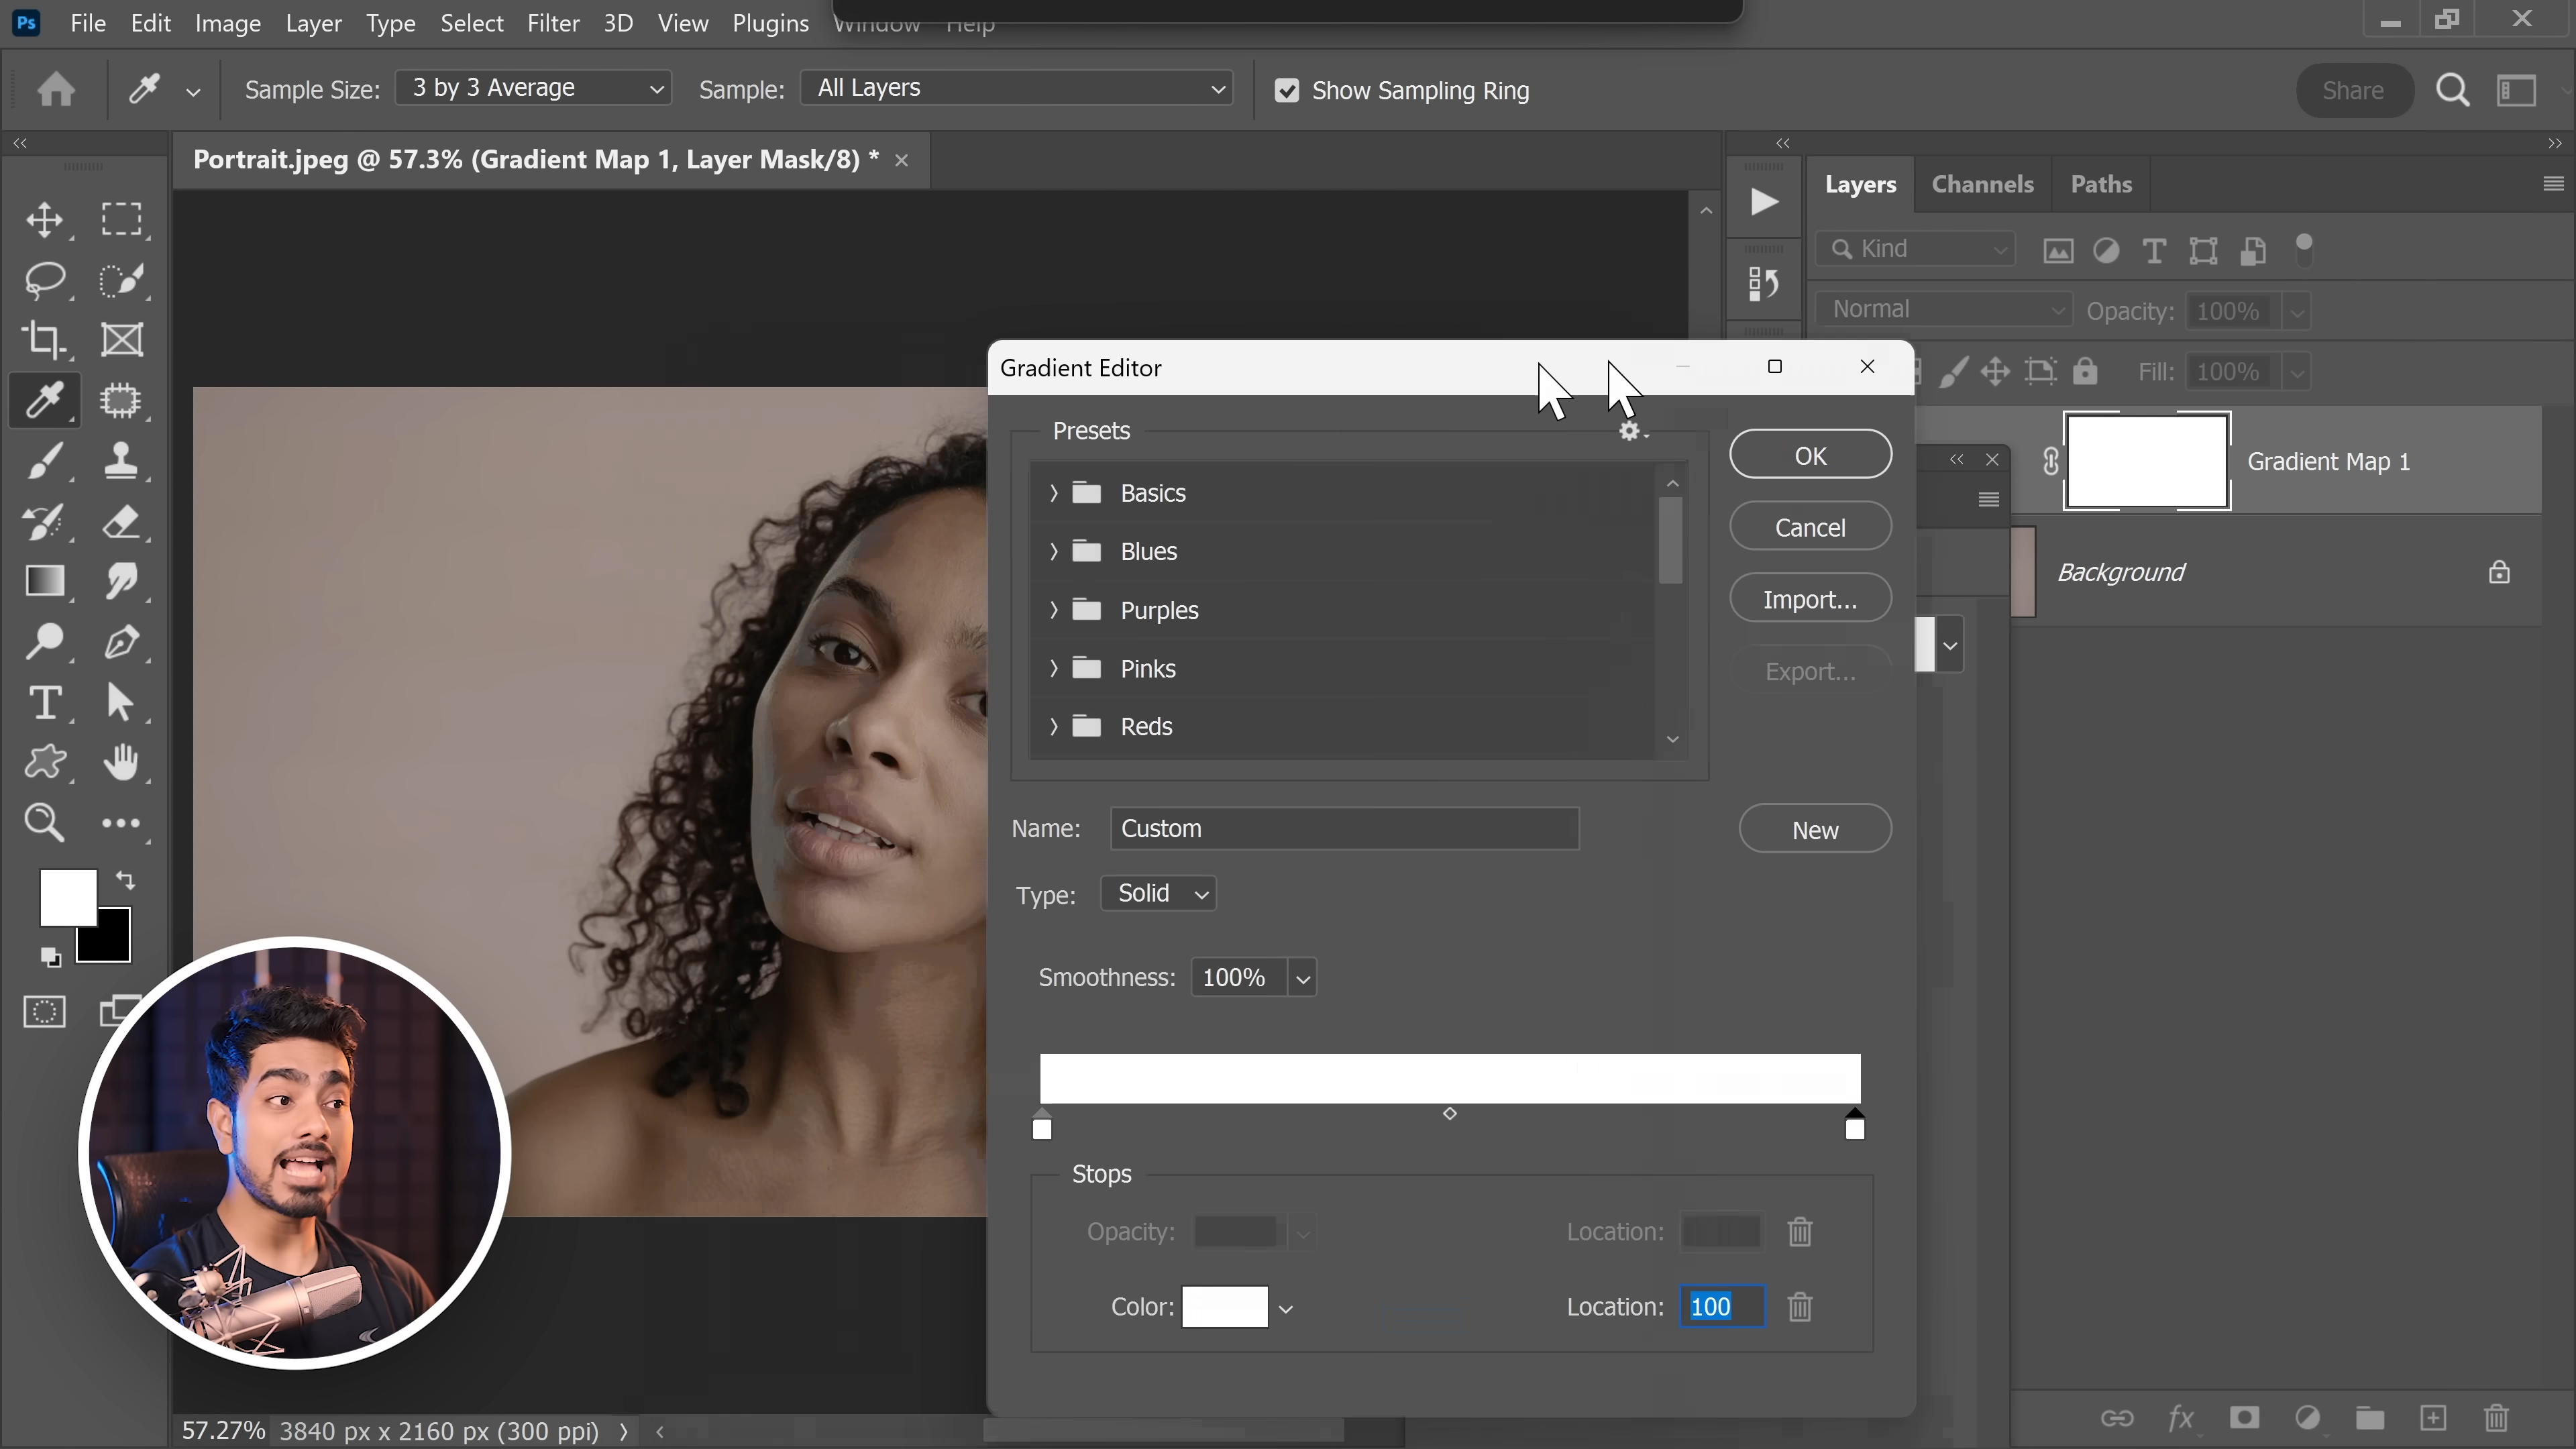 Ps File Edit Image Layer Type Select Filter 3D View Plugins Window Help
Sample Size: 3 by 3 Average Sample: All Layers Show Sampling Ring Share
Portrait.jpeg @ 57.3% (Gradient Map 1, Layer Mask/8) *
Layers Channels Paths
Kind
Normal Opacity: 100%
Fill: 100%
Gradient Map 1
Background
Gradient Editor
Presets
Basics
Blues
Purples
Pinks
Reds
OK
Cancel
Import...
Export...
Name: Custom New
Type: Solid
Smoothness: 100%
Stops
Opacity: Location:
Color: Location: 100
57.27% 3840 px x 2160 px (300 ppi)
fx